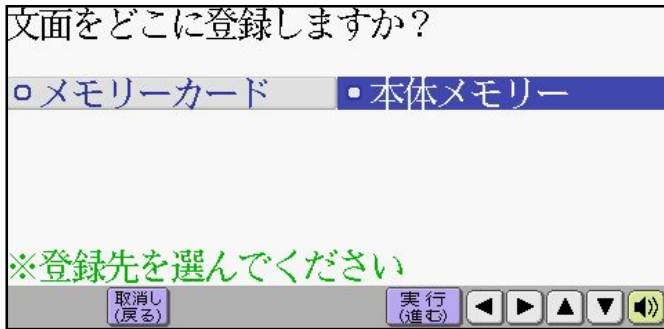 文面をどこに登録しますか？
メモリーカード 本体メモリー
※登録先を選んでください
取消し 実行
(戻る) (進む)